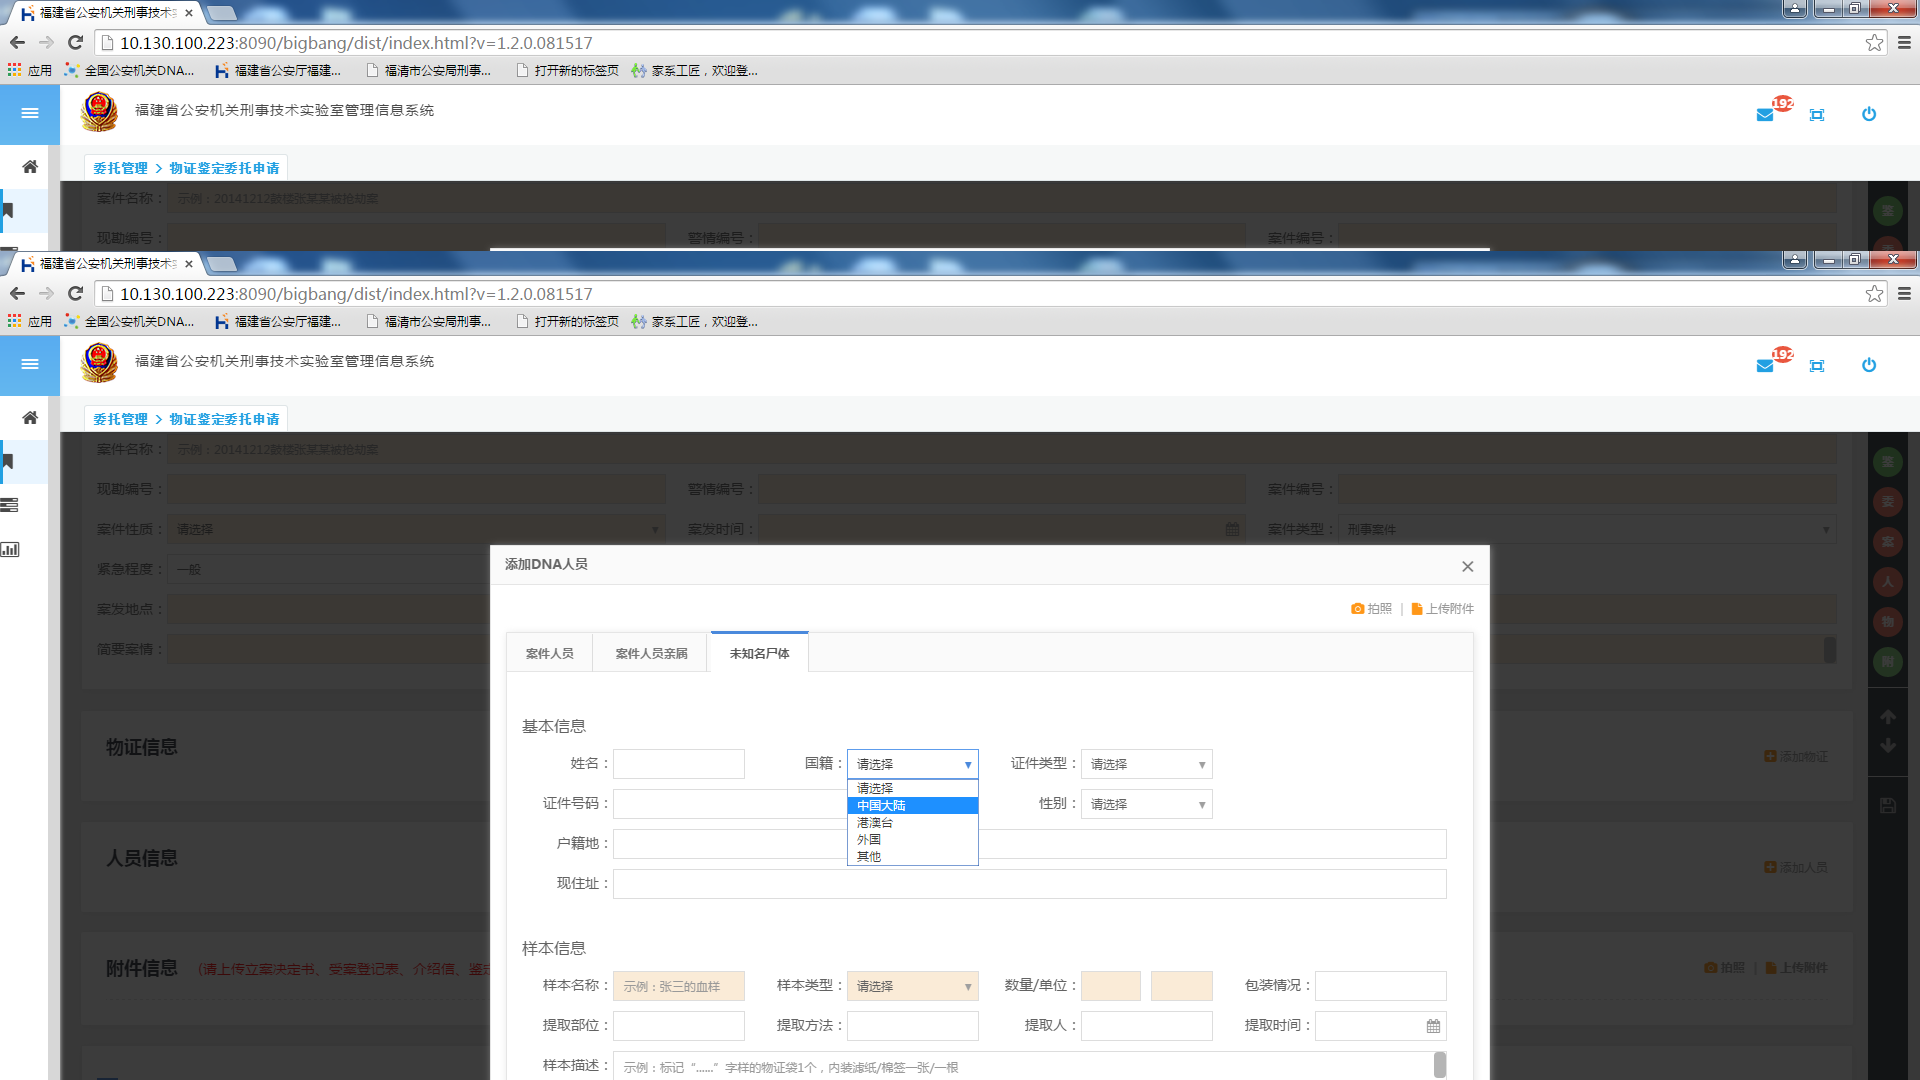 福建省公安机关刑事技术
10.130.100.223:8090/bigbang/dist/index.html?v=1.2.0.081517
应用 全国公安机关DNA... 福建省公安厅福建... 福清市公安局刑事... 打开新的标签页 家系工匠，欢迎登...
福建省公安机关刑事技术实验室管理信息系统
192
委托管理 > 物证鉴定委托申请
案件名称： 示例：20141212鼓楼张某某被抢劫案
现勘编号： 警情编号： 案件编号：
福建省公安机关刑事技术
10.130.100.223:8090/bigbang/dist/index.html?v=1.2.0.081517
应用 全国公安机关DNA... 福建省公安厅福建... 福清市公安局刑事... 打开新的标签页 家系工匠，欢迎登...
福建省公安机关刑事技术实验室管理信息系统
192
委托管理 > 物证鉴定委托申请
案件名称： 示例：20141212鼓楼张某某被抢劫案
现勘编号： 警情编号： 案件编号：
委
案件性质： 请选择 案发时间： 案件类型： 刑事案件
案
添加DNA人员
紧急程度： 一般
人
案发地点： 拍照 | 上传附件
物
简要案情： 案件人员 案件人员亲属 未知名尸体
附
基本信息
物证信息 添加物证
姓名： 国籍： 请选择 证件类型： 请选择
请选择
中国大陆
港澳台
外国
其他
证件号码： 性别： 请选择
户籍地：
人员信息 添加人员
现住址：
样本信息
附件信息 (请上传立案决定书、受案登记表、介绍信、鉴定 拍照 | 上传附件
样本名称： 示例：张三的血样 样本类型： 请选择 数量/单位： 包装情况：
提取部位： 提取方法： 提取人： 提取时间：
样本描述： 示例：标记“......”字样的物证袋1个，内装滤纸/棉签一张/一根